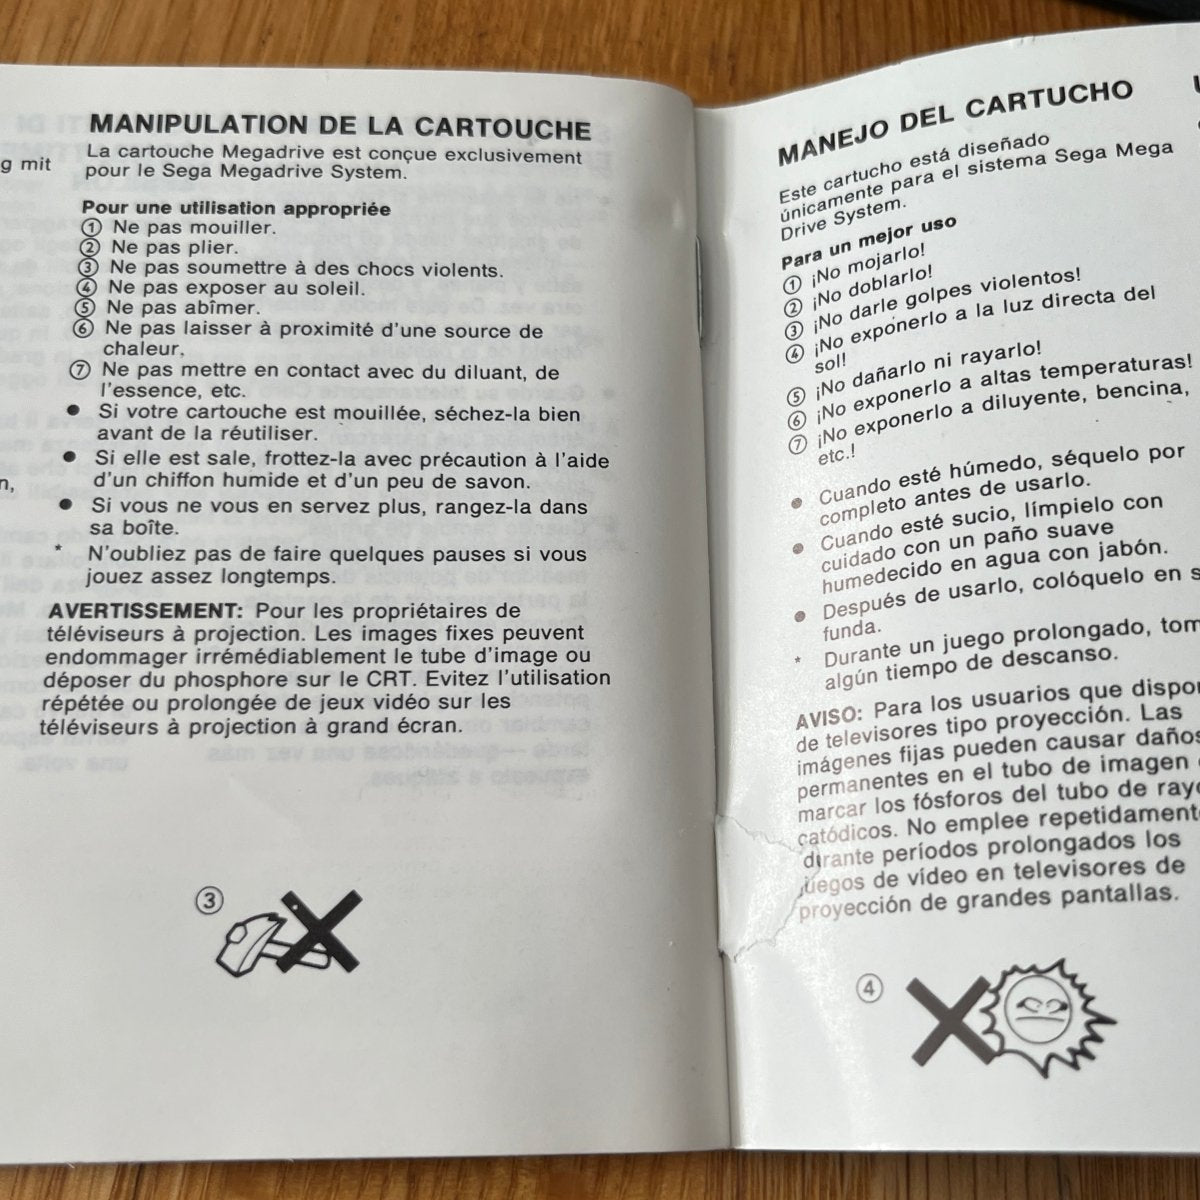 g mit
n,
MANIPULATION DE LA CARTOUCHE
La cartouche Megadrive est conçue exclusivement
pour le Sega Megadrive System.
Pour une utilisation appropriée
① Ne pas mouiller.
② Ne pas plier.
③ Ne pas soumettre à des chocs violents.
④ Ne pas exposer au soleil.
⑤ Ne pas abîmer.
⑥ Ne pas laisser à proximité d'une source de
chaleur.
⑦ Ne pas mettre en contact avec du diluant, de
l'essence, etc.
● Si votre cartouche est mouillée, séchez-la bien
avant de la réutiliser.
● Si elle est sale, frottez-la avec précaution à l'aide
d'un chiffon humide et d'un peu de savon.
● Si vous ne vous en servez plus, rangez-la dans
sa boîte.
* N'oubliez pas de faire quelques pauses si vous
jouez assez longtemps.
AVERTISSEMENT: Pour les propriétaires de
téléviseurs à projection. Les images fixes peuvent
endommager irrémédiablement le tube d'image ou
déposer du phosphore sur le CRT. Evitez l'utilisation
répétée ou prolongée de jeux vidéo sur les
téléviseurs à projection à grand écran.
③
MANEJO DEL CARTUCHO
Este cartucho está diseñado
únicamente para el sistema Sega Mega
Drive System.
Para un mejor uso
① ¡No mojarlo!
② ¡No doblarlo!
③ ¡No darle golpes violentos!
④ ¡No exponerlo a la luz directa del
sol!
⑤ ¡No dañarlo ni rayarlo!
⑥ ¡No exponerlo a altas temperaturas!
⑦ ¡No exponerlo a diluyente, bencina,
etc.!
● Cuando esté húmedo, séquelo por
completo antes de usarlo.
● Cuando esté sucio, límpielo con
cuidado con un paño suave
humedecido en agua con jabón.
● Después de usarlo, colóquelo en s
funda.
* Durante un juego prolongado, tom
algún tiempo de descanso.
AVISO: Para los usuarios que dispo
de televisores tipo proyección. Las
imágenes fijas pueden causar daños
permanentes en el tubo de imagen
marcar los fósforos del tubo de ray
catódicos. No emplee repetidament
durante períodos prolongados los
juegos de vídeo en televisores de
proyección de grandes pantallas.
④